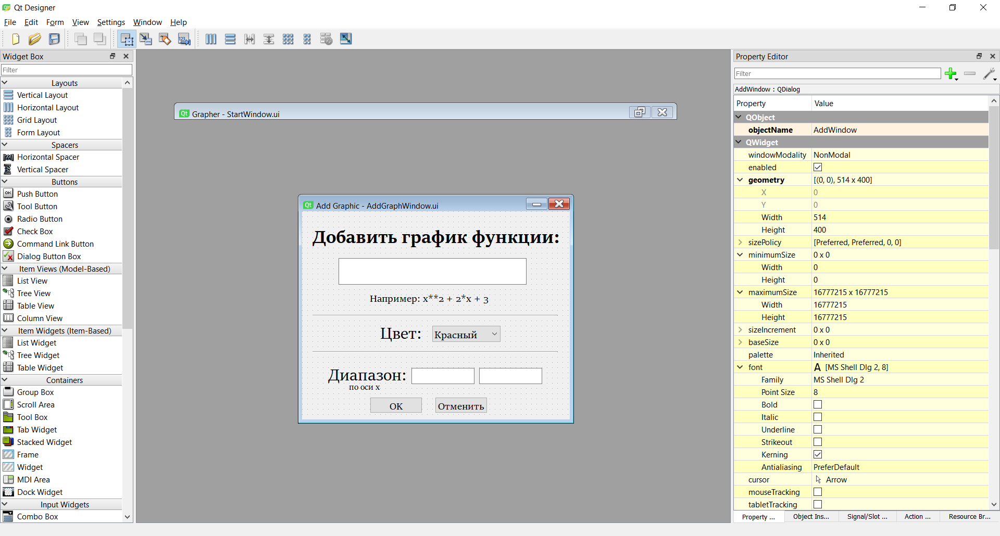 Qt Designer
File Edit Form View Settings Window Help
Widget Box
Filter
Layouts
Vertical Layout
Horizontal Layout
Grid Layout
Form Layout
Spacers
Horizontal Spacer
Vertical Spacer
Buttons
Push Button
Tool Button
Radio Button
Check Box
Command Link Button
Dialog Button Box
Item Views (Model-Based)
List View
Tree View
Table View
Column View
Item Widgets (Item-Based)
List Widget
Tree Widget
Table Widget
Containers
Group Box
Scroll Area
Tool Box
Tab Widget
Stacked Widget
Frame
Widget
MDI Area
Dock Widget
Input Widgets
Combo Box
Qt Grapher - StartWindow.ui
Qt Add Graphic - AddGraphWindow.ui
Добавить график функции:
Например: x**2 + 2*x + 3
Цвет: Красный
Диапазон:
по оси x
ОК Отменить
Property Editor
Filter
AddWindow : QDialog
Property Value
QObject
objectName AddWindow
QWidget
windowModality NonModal
enabled
geometry [(0, 0), 514 x 400]
X 0
Y 0
Width 514
Height 400
sizePolicy [Preferred, Preferred, 0, 0]
minimumSize 0 x 0
Width 0
Height 0
maximumSize 16777215 x 16777215
Width 16777215
Height 16777215
sizeIncrement 0 x 0
baseSize 0 x 0
palette Inherited
font A [MS Shell Dlg 2, 8]
Family MS Shell Dlg 2
Point Size 8
Bold
Italic
Underline
Strikeout
Kerning
Antialiasing PreferDefault
cursor Arrow
mouseTracking
tabletTracking
Property ... Object Ins... Signal/Slot ... Action ... Resource Br...